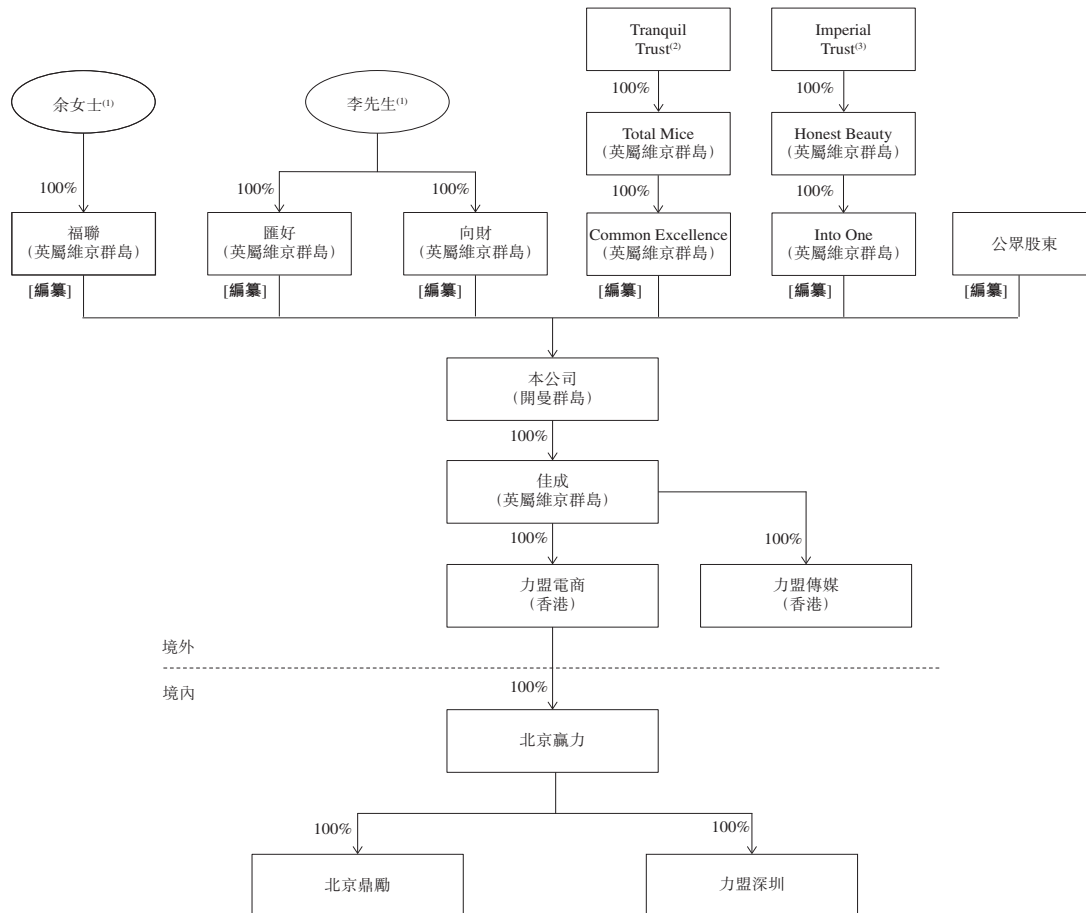 Tranquil
Trust(2)
Imperial
Trust(3)
余女士(1)
李先生(1)
100%
100%
Total Mice
(英屬維京群島)
Honest Beauty
(英屬維京群島)
100%
100%
100%
100%
100%
福聯
(英屬維京群島)
匯好
(英屬維京群島)
向財
(英屬維京群島)
Common Excellence
(英屬維京群島)
Into One
(英屬維京群島)
公眾股東
[編纂]
[編纂]
[編纂]
[編纂]
[編纂]
[編纂]
本公司
(開曼群島)
100%
佳成
(英屬維京群島)
100%
100%
力盟電商
(香港)
力盟傳媒
(香港)
境外
境內
100%
北京贏力
100%
100%
北京鼎勵
力盟深圳